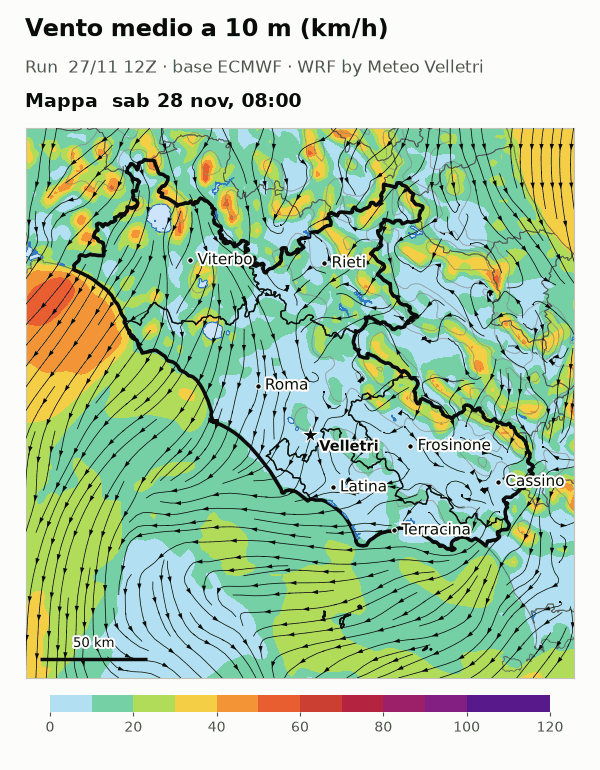 Vento medio a 10 m (km/h)
Run  27/11 12Z · base ECMWF · WRF by Meteo Velletri
Mappa  sab 28 nov, 08:00
Viterbo
Rieti
Roma
Velletri
Frosinone
Cassino
Latina
Terracina
50 km
0 20 40 60 80 100 120